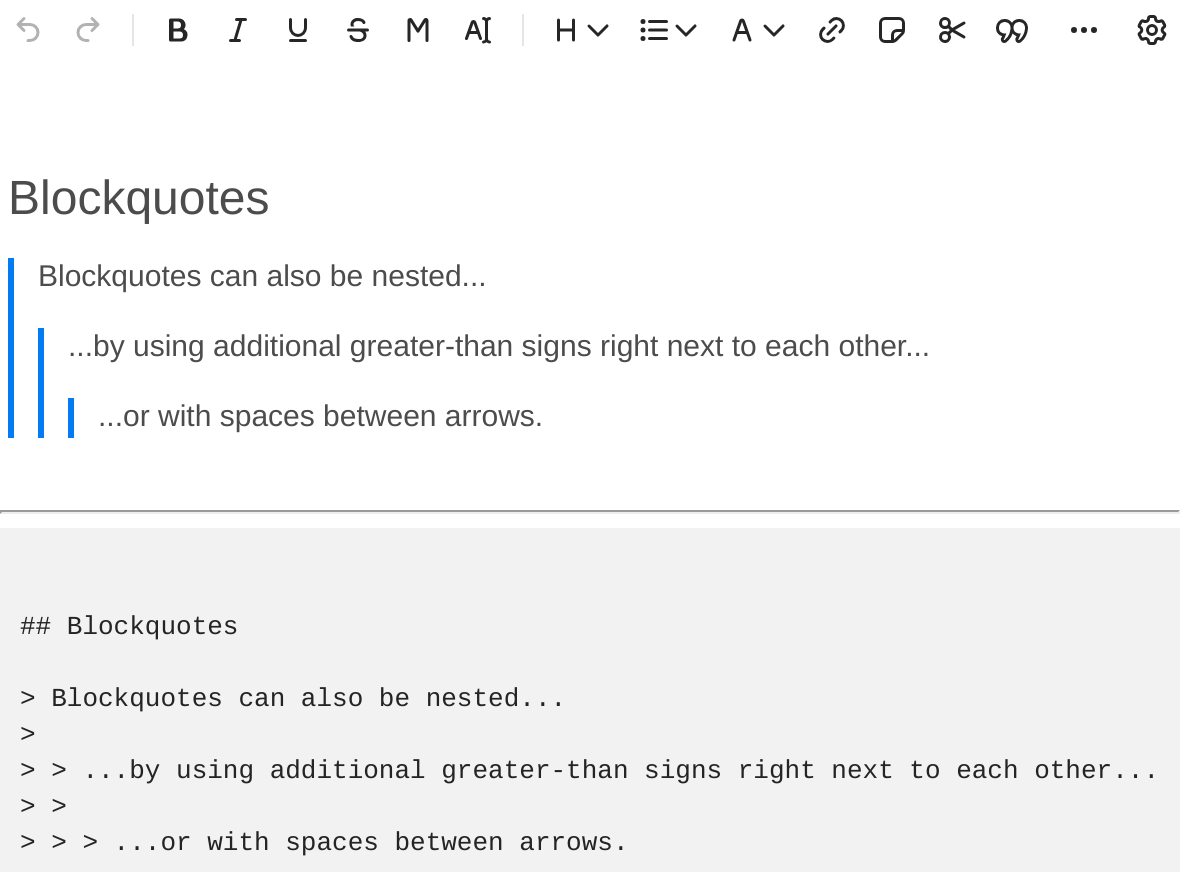 Blockquotes
Blockquotes can also be nested...
...by using additional greater-than signs right next to each other...
...or with spaces between arrows.
## Blockquotes
> Blockquotes can also be nested...
>
> > ...by using additional greater-than signs right next to each other...
> >
> > > ...or with spaces between arrows.